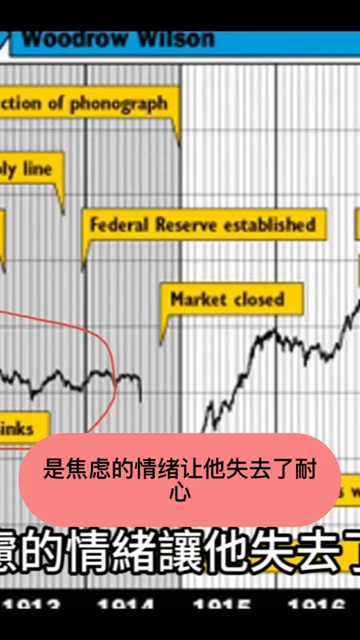 Woodrow Wilson
ction of phonograph
ly line
Federal Reserve established
Market closed
inks
是焦虑的情绪让他失去了耐
心
慮的情緒讓他失去了
1913 1914 1915 1916